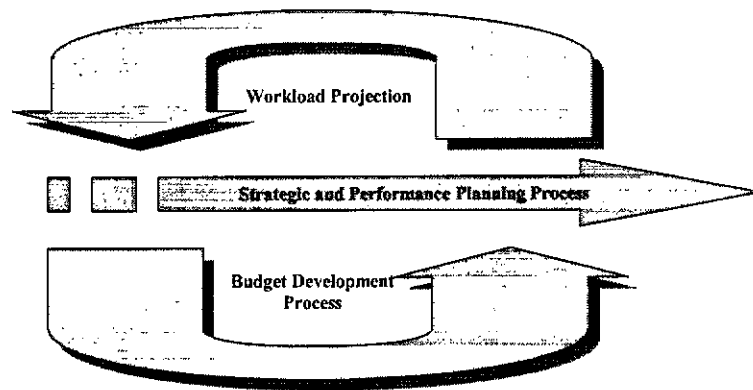 Workload Projection
Strategic and Performance Planning Process
Budget Development
Process